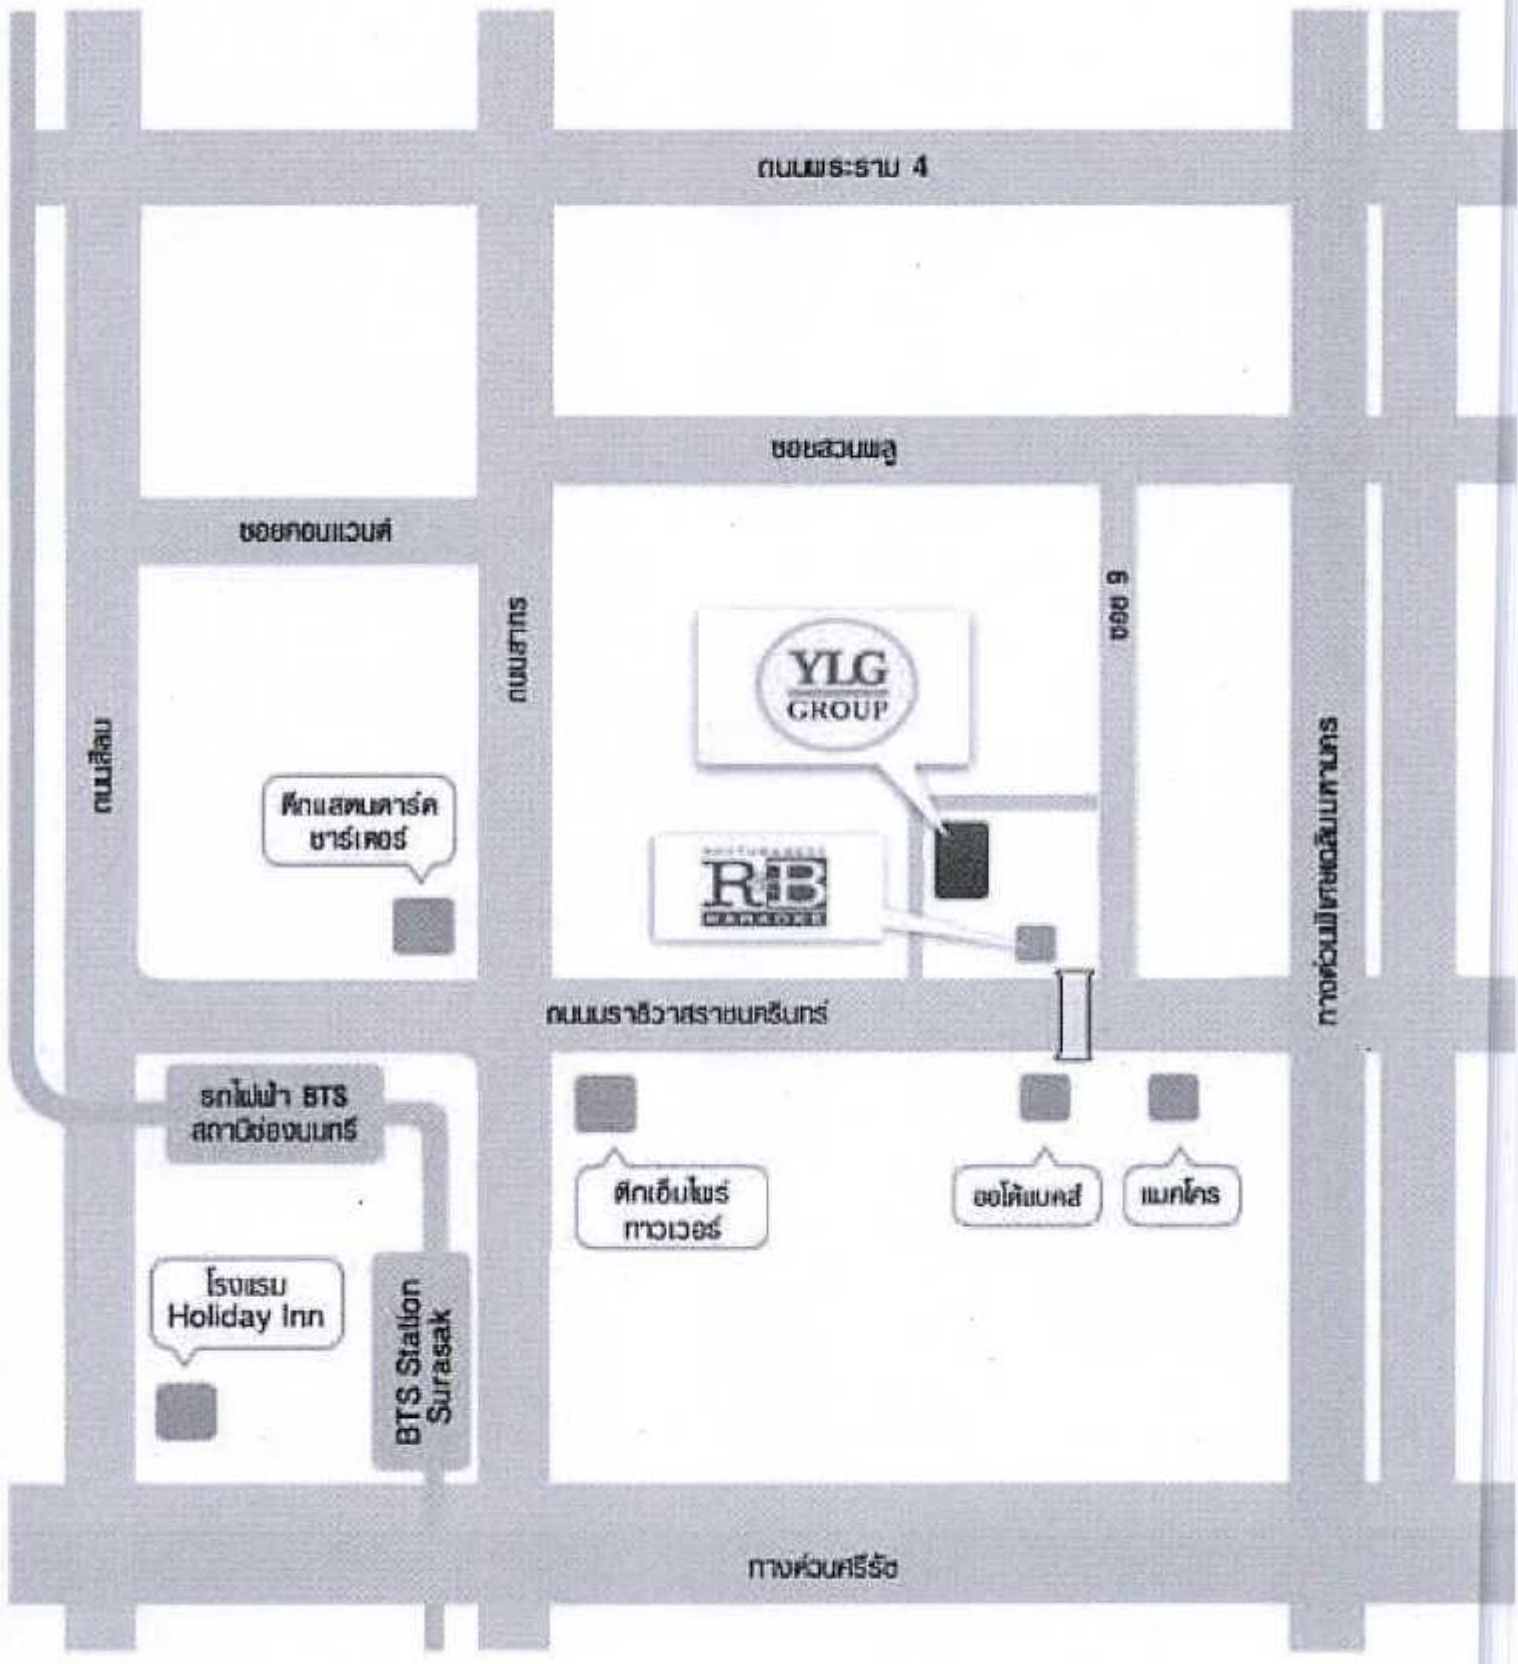 ถนนพระราม 4
ซอยสวนพลู
ซอยคอนแวนต์
ซอย 9
ถนนสาทร
YLG
GROUP
ถนนสีลม
ทางด่วนพิเศษเฉลิมมหานคร
ตึกแสตนดาร์ด
ชาร์เตอร์
R&B
KARAOKE
ถนนนราธิวาสราชนครินทร์
รถไฟฟ้า BTS
สถานีช่องนนทรี
ตึกเอ็มไพร์
ทาวเวอร์
ออโต้แบคส์
แมคโคร
โรงแรม
Holiday Inn
BTS Station
Surasak
ทางด่วนศรีรัช